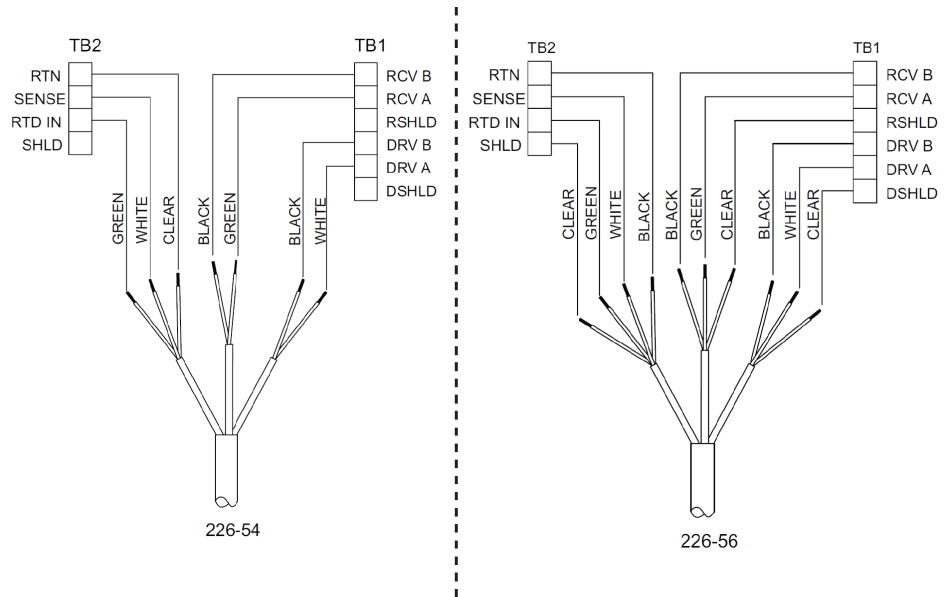 TB2
RTN
SENSE
RTD IN
SHLD
TB1
RCV B
RCV A
RSHLD
DRV B
DRV A
DSHLD
GREEN
WHITE
CLEAR
BLACK
GREEN
BLACK
WHITE
226-54
TB2
RTN
SENSE
RTD IN
SHLD
TB1
RCV B
RCV A
RSHLD
DRV B
DRV A
DSHLD
CLEAR
GREEN
WHITE
BLACK
BLACK
GREEN
CLEAR
BLACK
WHITE
CLEAR
226-56